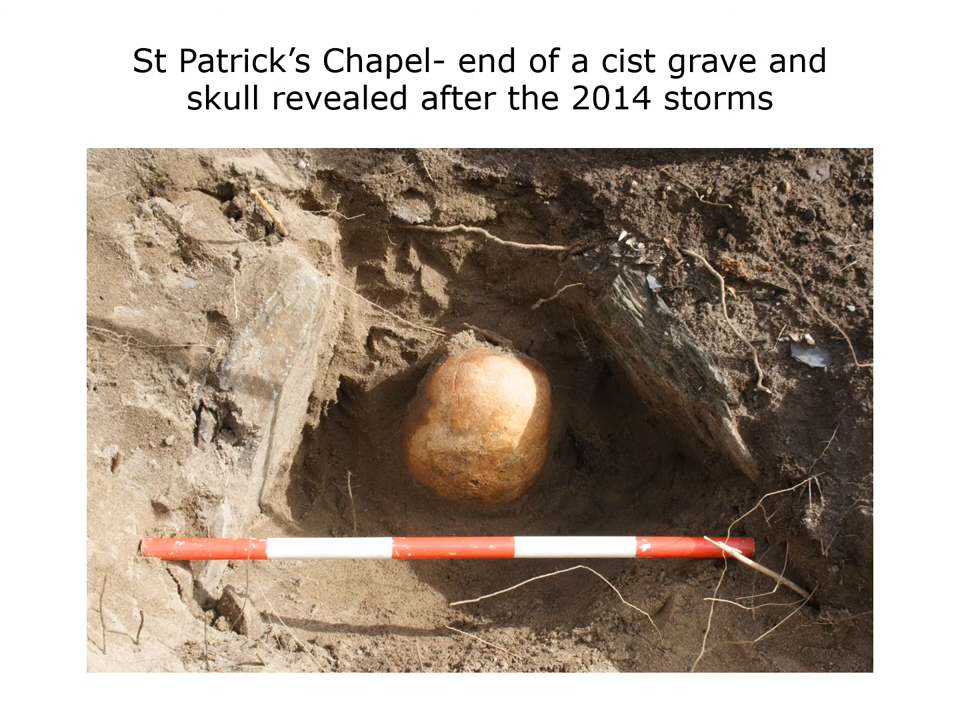 St Patrick’s Chapel- end of a cist grave and
skull revealed after the 2014 storms